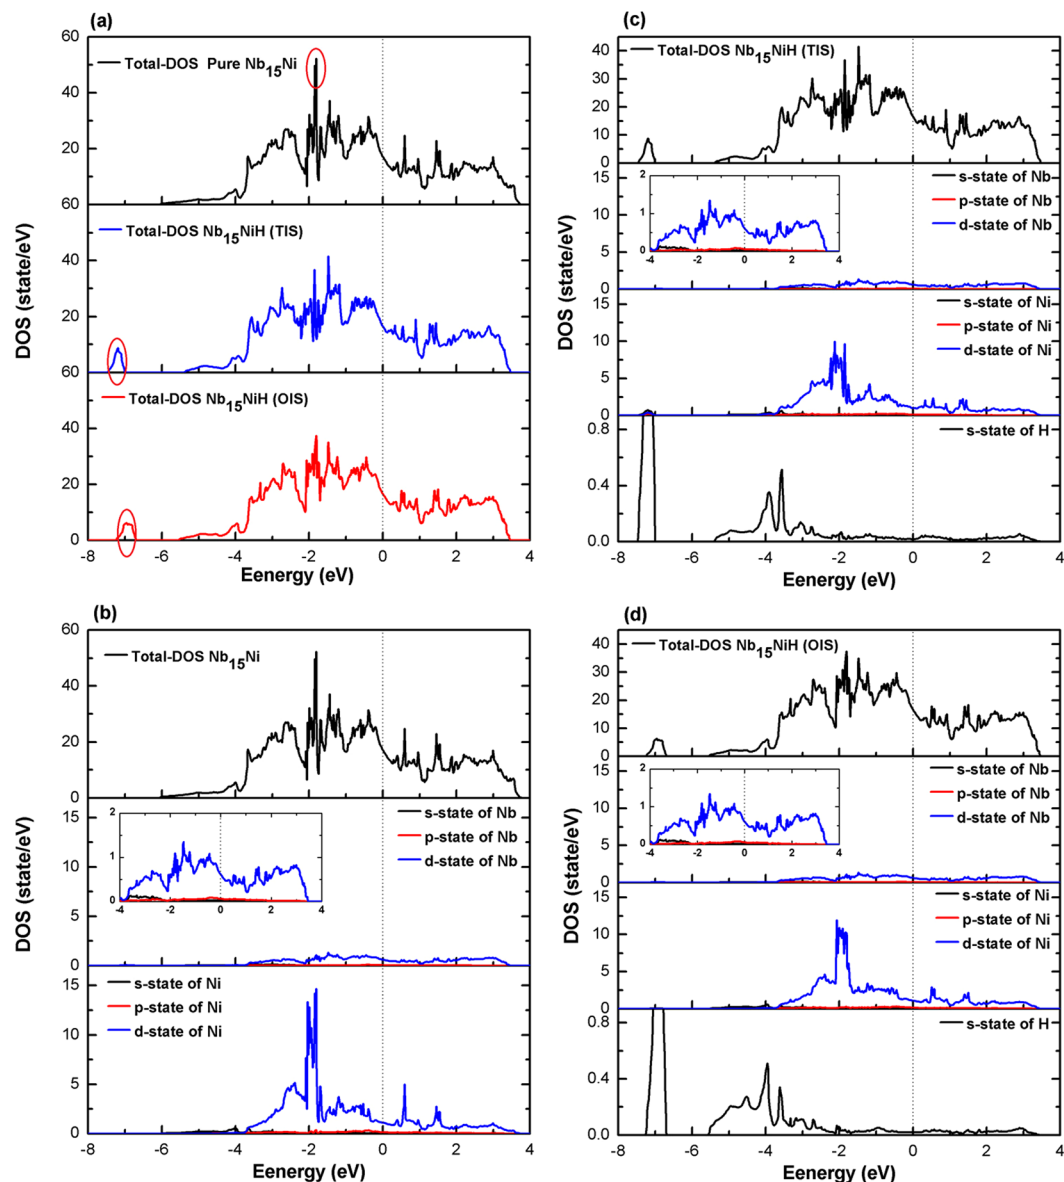 (a)
60
40
20
60
40
20
60
40
20
0
DOS (state/eV)
Total-DOS Pure Nb15Ni
Total-DOS Nb15NiH (TIS)
Total-DOS Nb15NiH (OIS)
-8 -6 -4 -2 0 2 4
Eenergy (eV)
(b)
60
40
20
0
15
10
5
0
15
10
5
0
DOS (state/eV)
Total-DOS Nb15Ni
s-state of Nb
p-state of Nb
d-state of Nb
2
1
0
-4 -2 0 2 4
s-state of Ni
p-state of Ni
d-state of Ni
-8 -6 -4 -2 0 2 4
Eenergy (eV)
(c)
40
30
20
10
0
15
10
5
0
15
10
5
0
0.8
0.4
0.0
DOS (state/eV)
Total-DOS Nb15NiH (TIS)
s-state of Nb
p-state of Nb
d-state of Nb
2
1
0
-4 -2 0 2 4
s-state of Ni
p-state of Ni
d-state of Ni
s-state of H
-8 -6 -4 -2 0 2 4
Eenergy (eV)
(d)
40
30
20
10
0
15
10
5
0
15
10
5
0
0.8
0.4
0.0
DOS (state/eV)
Total-DOS Nb15NiH (OIS)
s-state of Nb
p-state of Nb
d-state of Nb
2
1
0
-4 -2 0 2 4
s-state of Ni
p-state of Ni
d-state of Ni
s-state of H
-8 -6 -4 -2 0 2 4
Eenergy (eV)